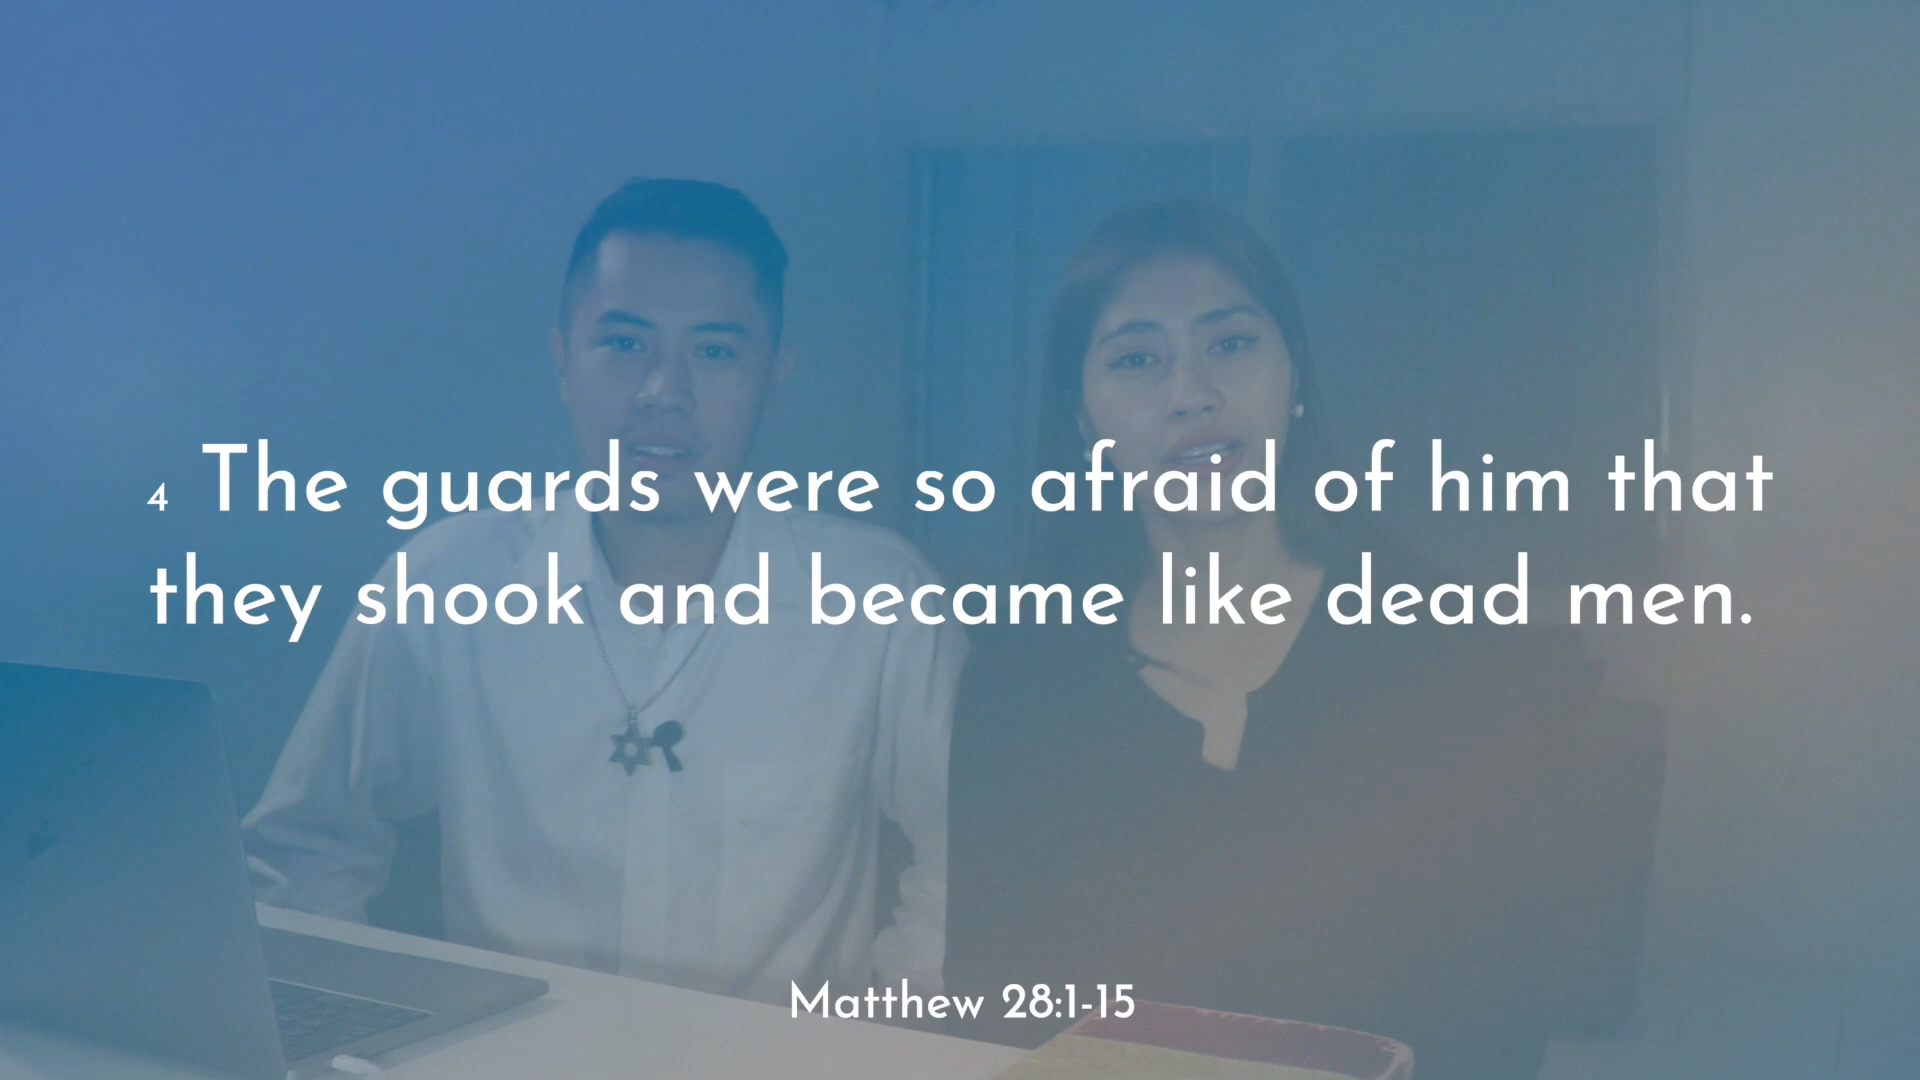 4 The guards were so afraid of him that
they shook and became like dead men.
Matthew 28:1-15